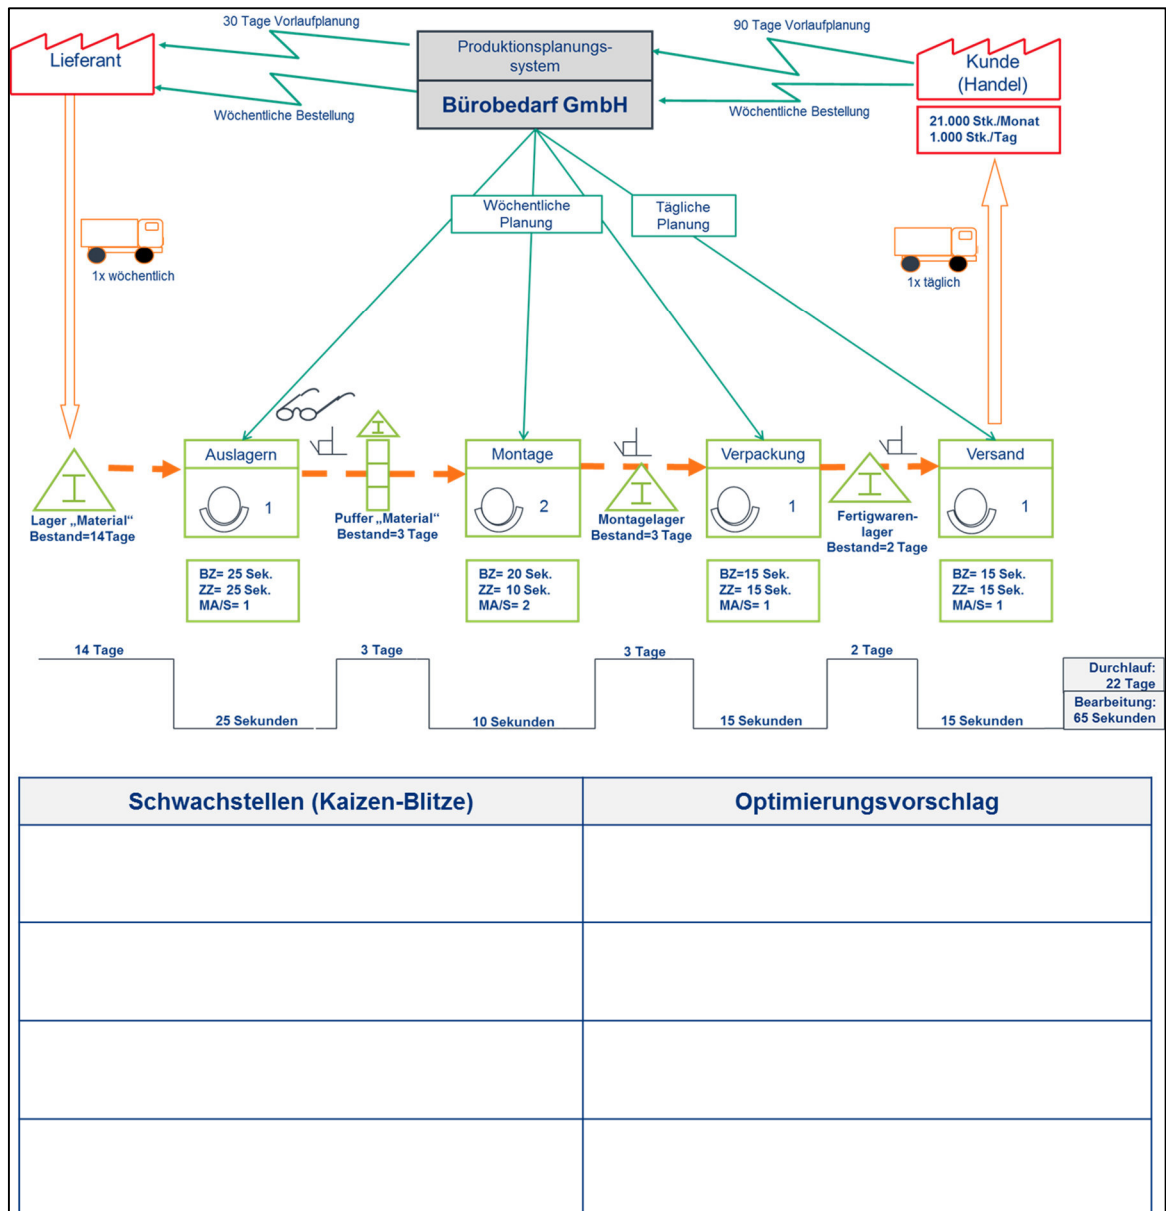 30 Tage Vorlaufplanung
90 Tage Vorlaufplanung
Lieferant
Produktionsplanungs-
system
Bürobedarf GmbH
Kunde
(Handel)
Wöchentliche Bestellung
Wöchentliche Bestellung
21.000 Stk./Monat
1.000 Stk./Tag
Wöchentliche
Planung
Tägliche
Planung
1x wöchentlich
1x täglich
Auslagern
1
Montage
2
Verpackung
1
Versand
1
I
I
I
I
Lager „Material“
Bestand=14Tage
Puffer „Material“
Bestand=3 Tage
Montagelager
Bestand=3 Tage
Fertigwaren-
lager
Bestand=2 Tage
BZ= 25 Sek.
ZZ= 25 Sek.
MA/S= 1
BZ= 20 Sek.
ZZ= 10 Sek.
MA/S= 2
BZ=15 Sek.
ZZ= 15 Sek.
MA/S= 1
BZ= 15 Sek.
ZZ= 15 Sek.
MA/S= 1
14 Tage
3 Tage
3 Tage
2 Tage
25 Sekunden
10 Sekunden
15 Sekunden
15 Sekunden
Durchlauf:
22 Tage
Bearbeitung:
65 Sekunden
Schwachstellen (Kaizen-Blitze)
Optimierungsvorschlag